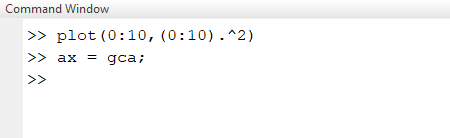 Command Window
>> plot(0:10,(0:10).^2)
>> ax = gca;
>>